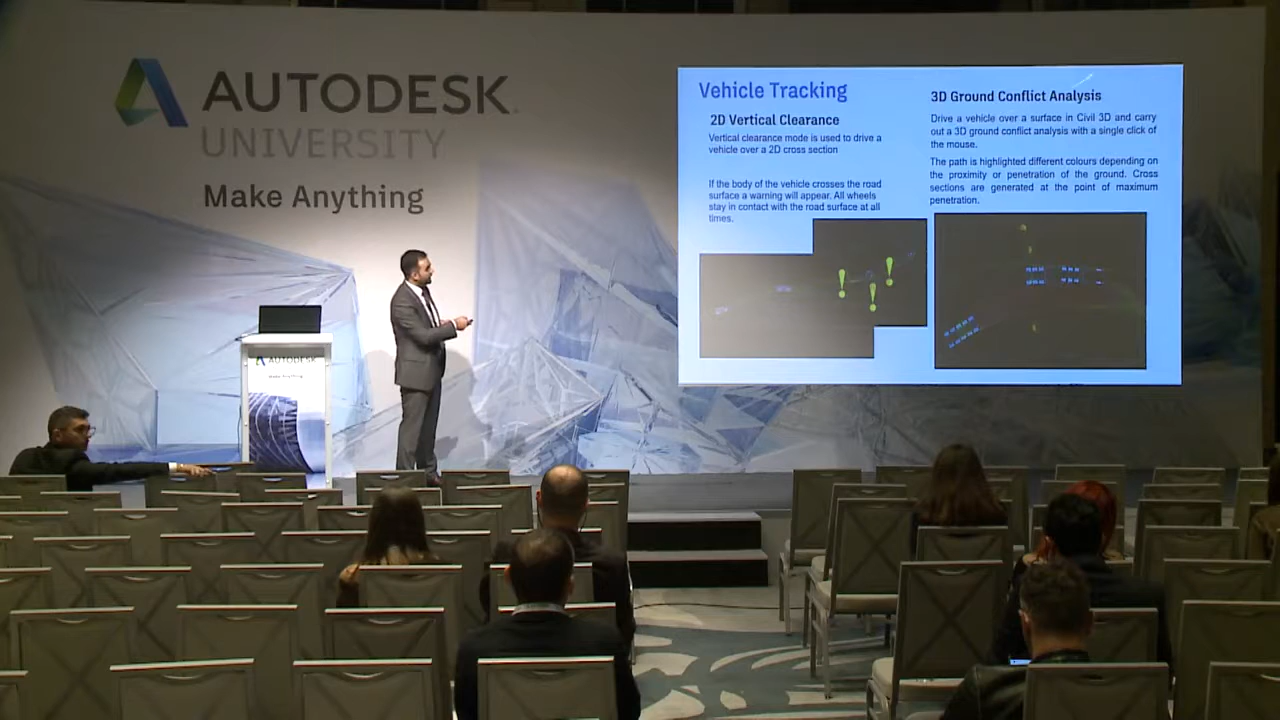 AUTODESK
UNIVERSITY
Make Anything
AUTODESK
Make Anything
Vehicle Tracking
2D Vertical Clearance
Vertical clearance mode is used to drive a
vehicle over a 2D cross section
If the body of the vehicle crosses the road
surface a warning will appear. All wheels
stay in contact with the road surface at all
times.
3D Ground Conflict Analysis
Drive a vehicle over a surface in Civil 3D and carry
out a 3D ground conflict analysis with a single click of
the mouse.
The path is highlighted different colours depending on
the proximity or penetration of the ground. Cross
sections are generated at the point of maximum
penetration.